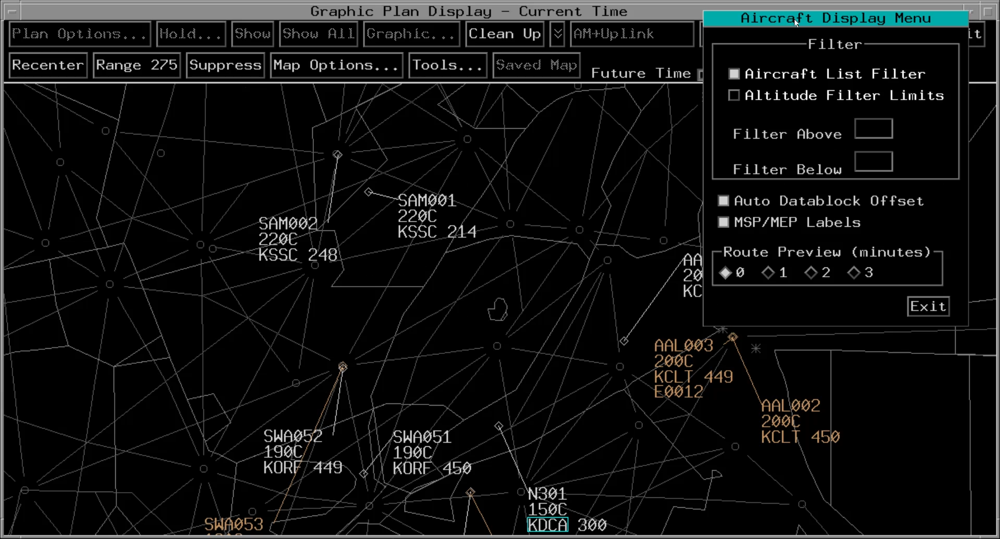 Graphic Plan Display - Current Time
Aircraft Display Menu
Plan Options... Hold... Show Show All Graphic... Clean Up AM+Uplink it
Recenter Range 275 Suppress Map Options... Tools... Saved Map Future Time
Filter
Aircraft List Filter
Altitude Filter Limits
Filter Above
Filter Below
Auto Datablock Offset
MSP/MEP Labels
Route Preview (minutes)
0 1 2 3
Exit
SAM001
220C
KSSC 214
SAM002
220C
KSSC 248
AA
20
KC
AAL003
200C
KCLT 449
E0012
AAL002
200C
KCLT 450
SWA052
190C
KORF 449
SWA051
190C
KORF 450
N301
150C
KDCA 300
SWA053